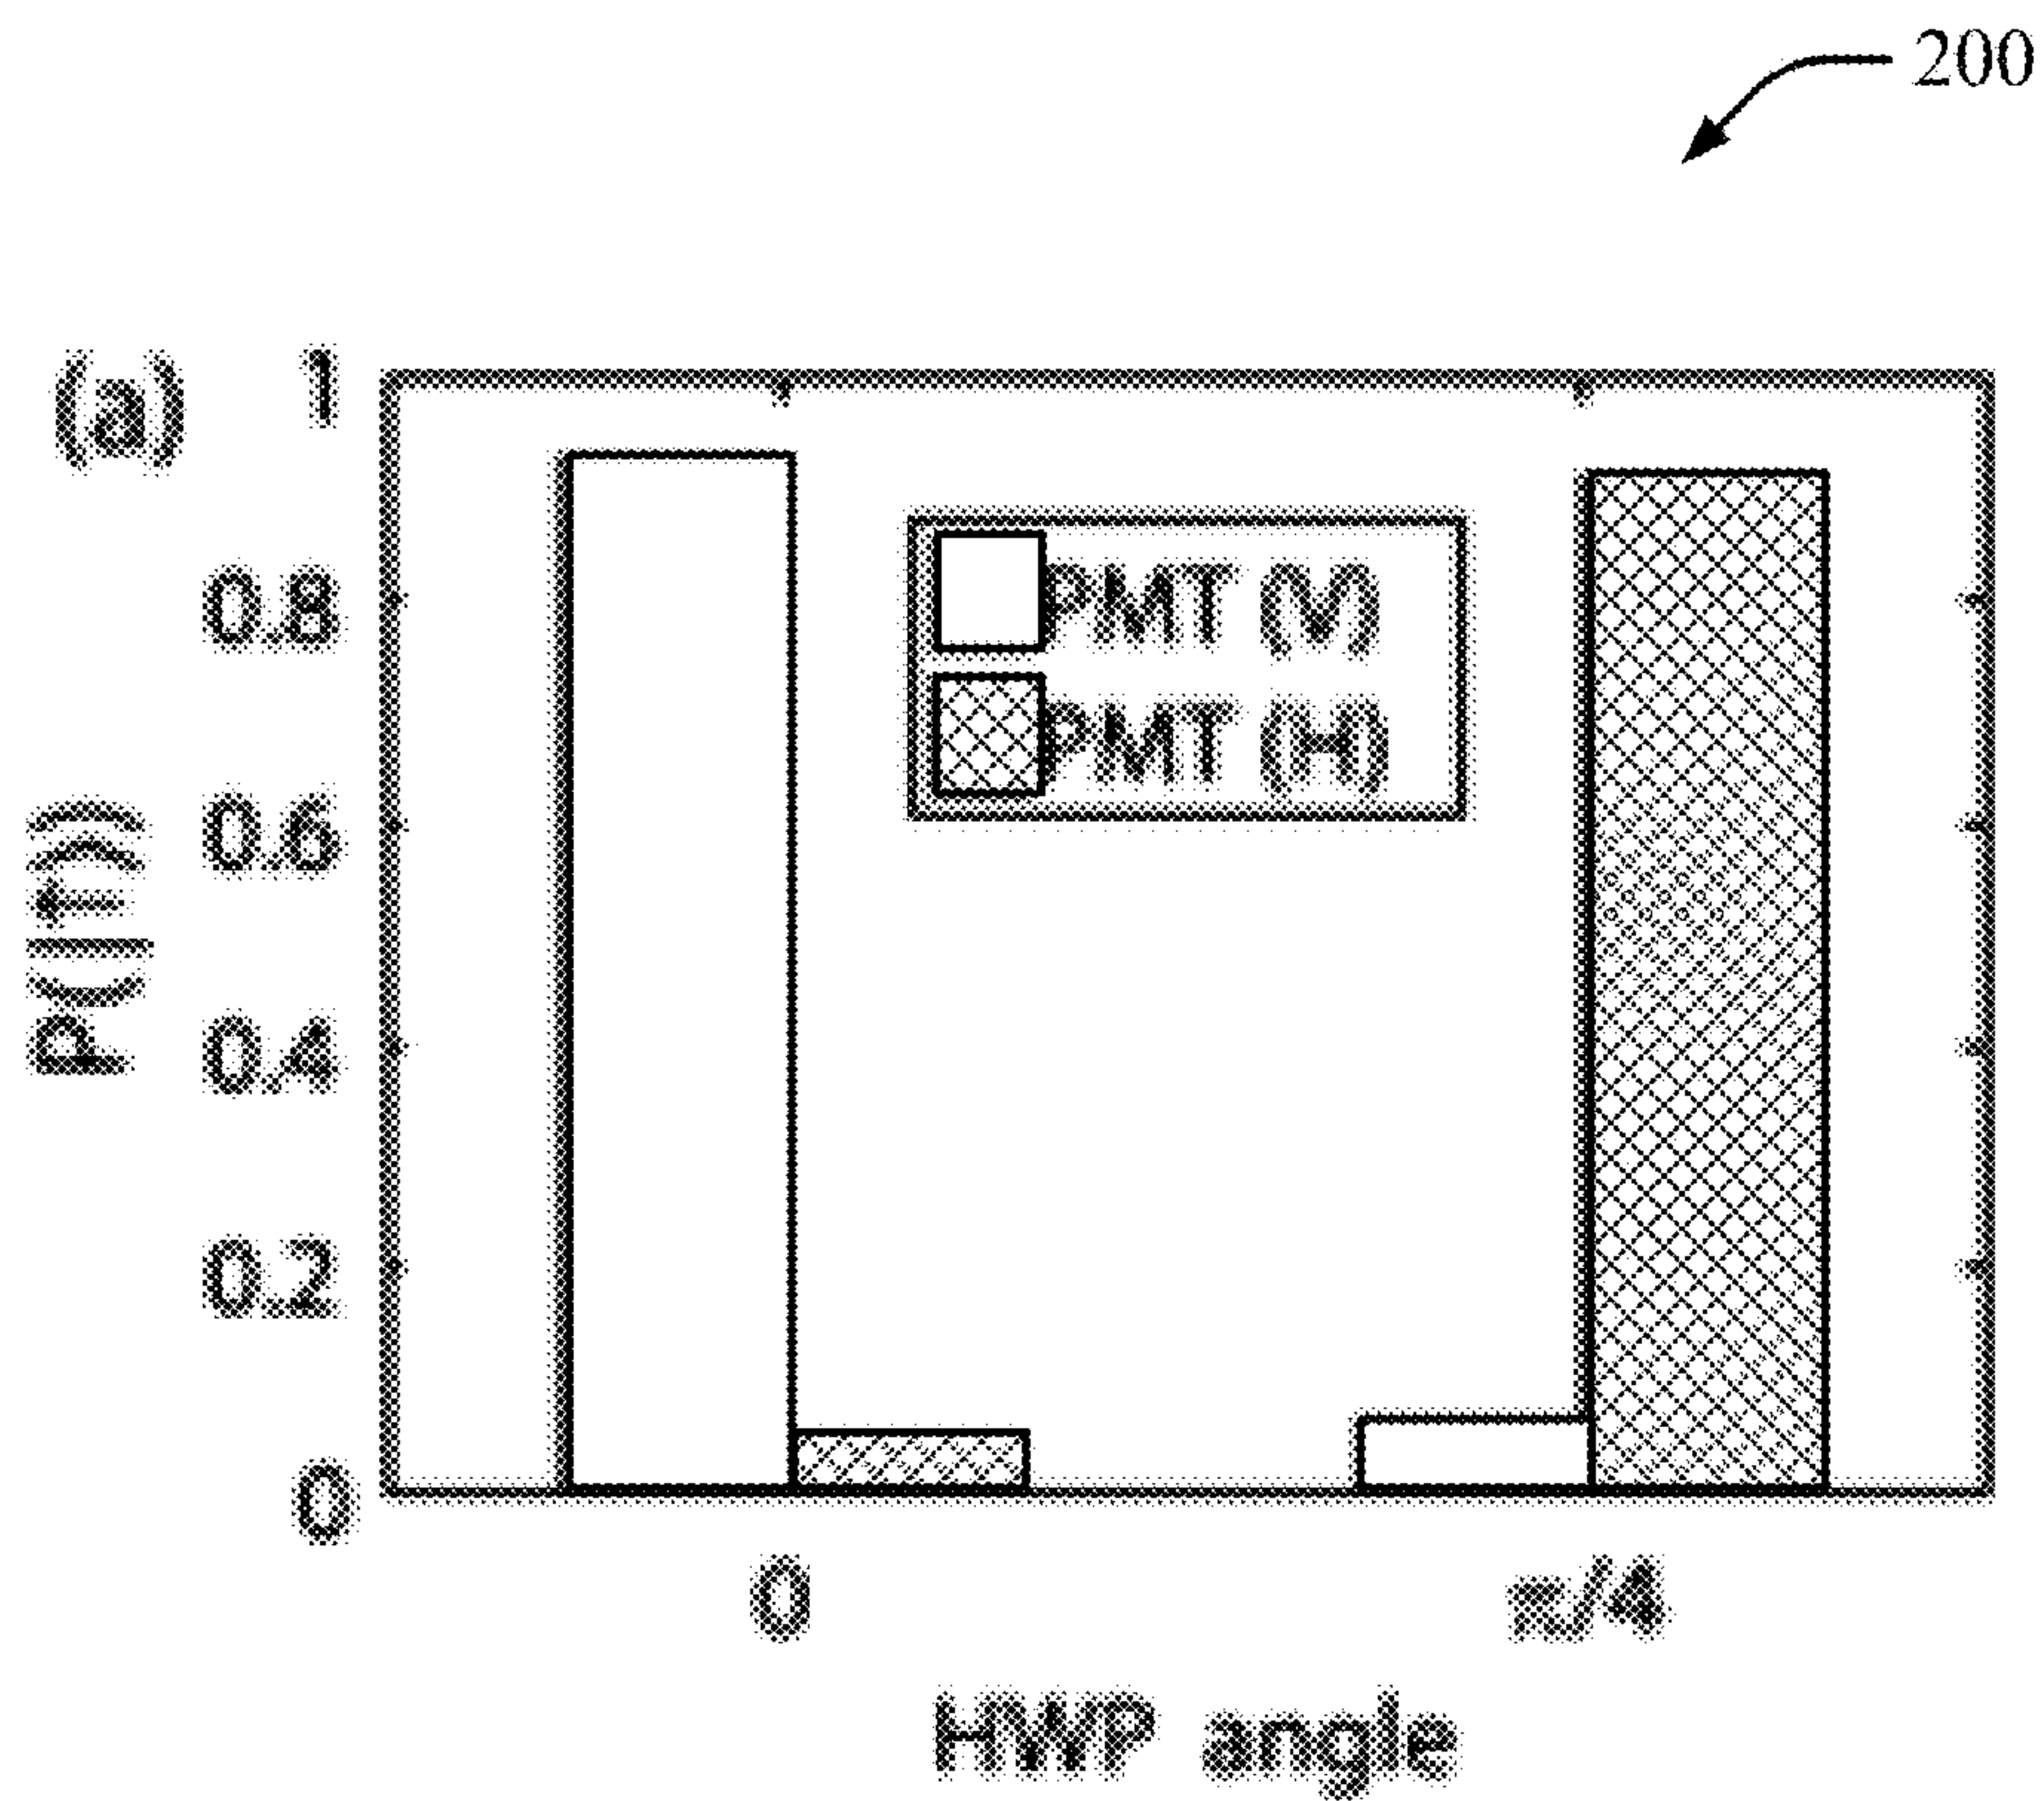 200
(a)
1
0.8
0.6
0.4
0.2
0
P(|↑⟩)
PMT (V)
PMT (H)
0
π/4
HWP angle